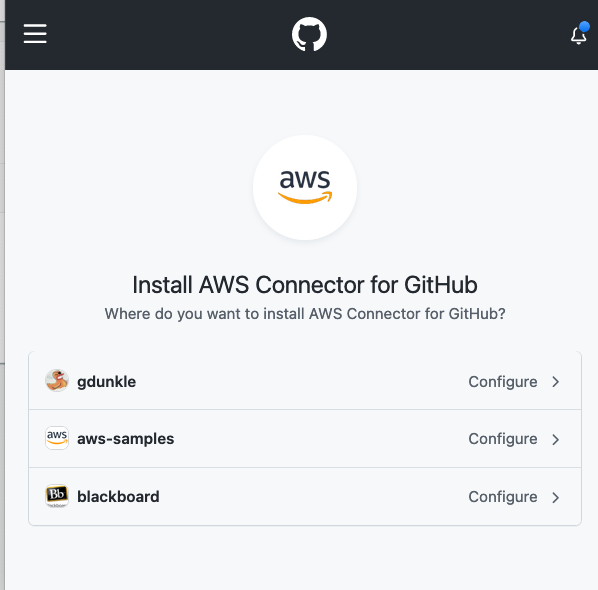 aws
Install AWS Connector for GitHub
Where do you want to install AWS Connector for GitHub?
gdunkle Configure
aws aws-samples Configure
Bb blackboard Configure